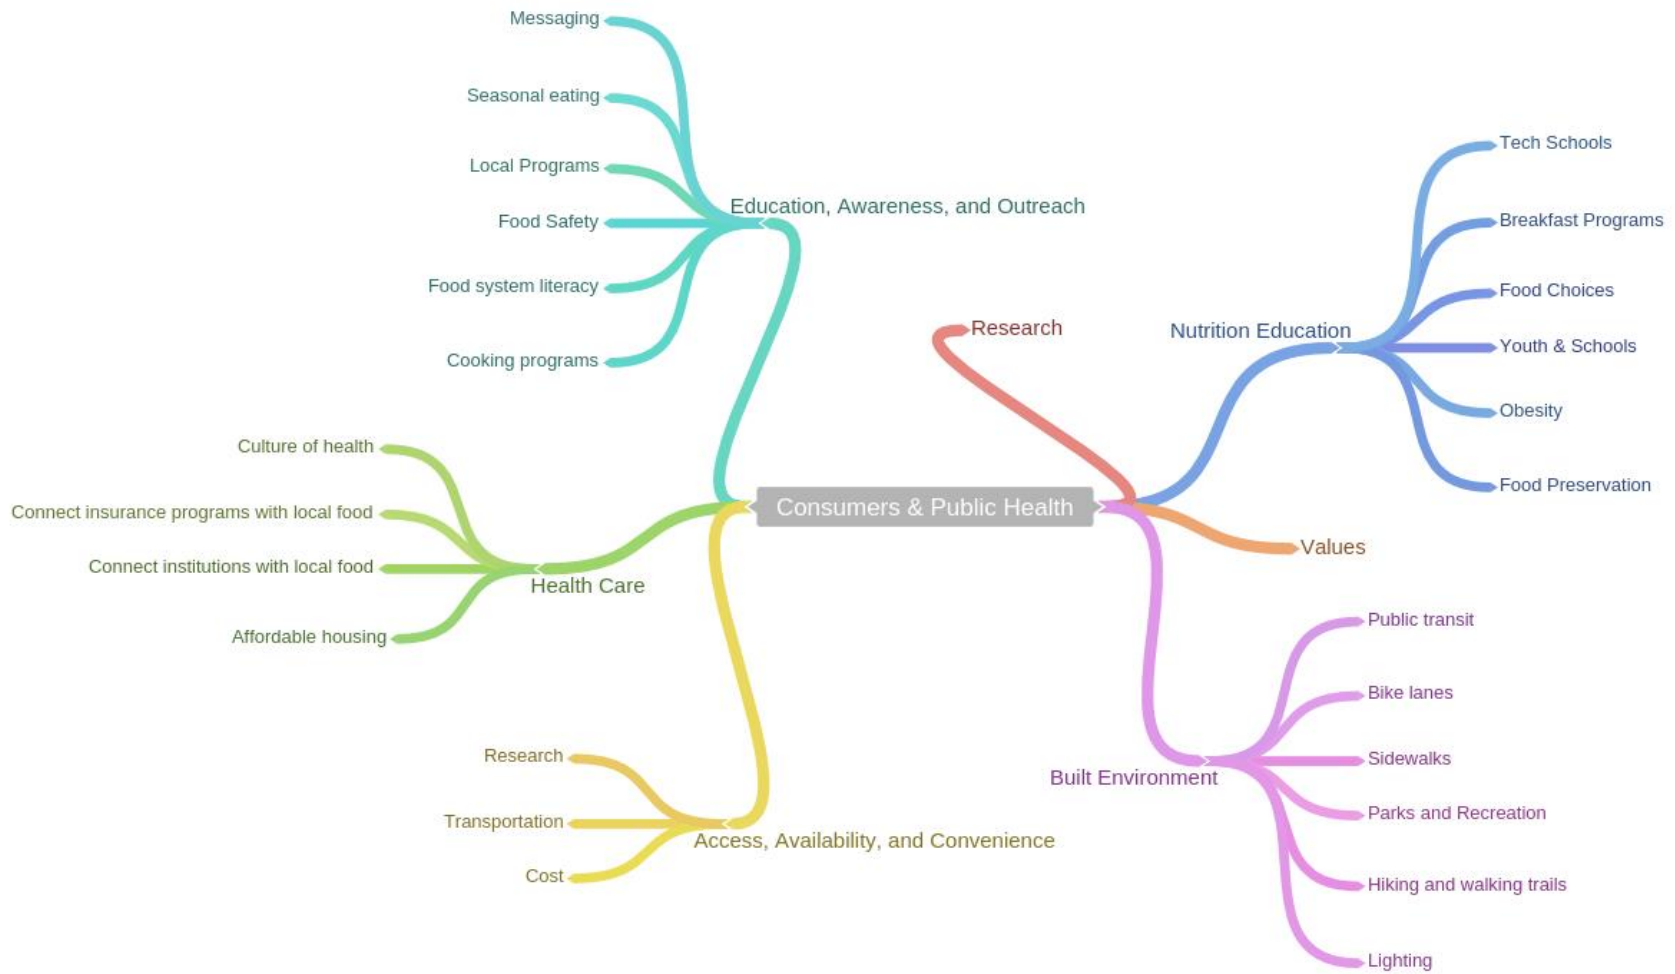 Consumers & Public Health
Education, Awareness, and Outreach
Messaging
Seasonal eating
Local Programs
Food Safety
Food system literacy
Cooking programs
Health Care
Culture of health
Connect insurance programs with local food
Connect institutions with local food
Affordable housing
Access, Availability, and Convenience
Research
Transportation
Cost
Research
Nutrition Education
Tech Schools
Breakfast Programs
Food Choices
Youth & Schools
Obesity
Food Preservation
Values
Built Environment
Public transit
Bike lanes
Sidewalks
Parks and Recreation
Hiking and walking trails
Lighting